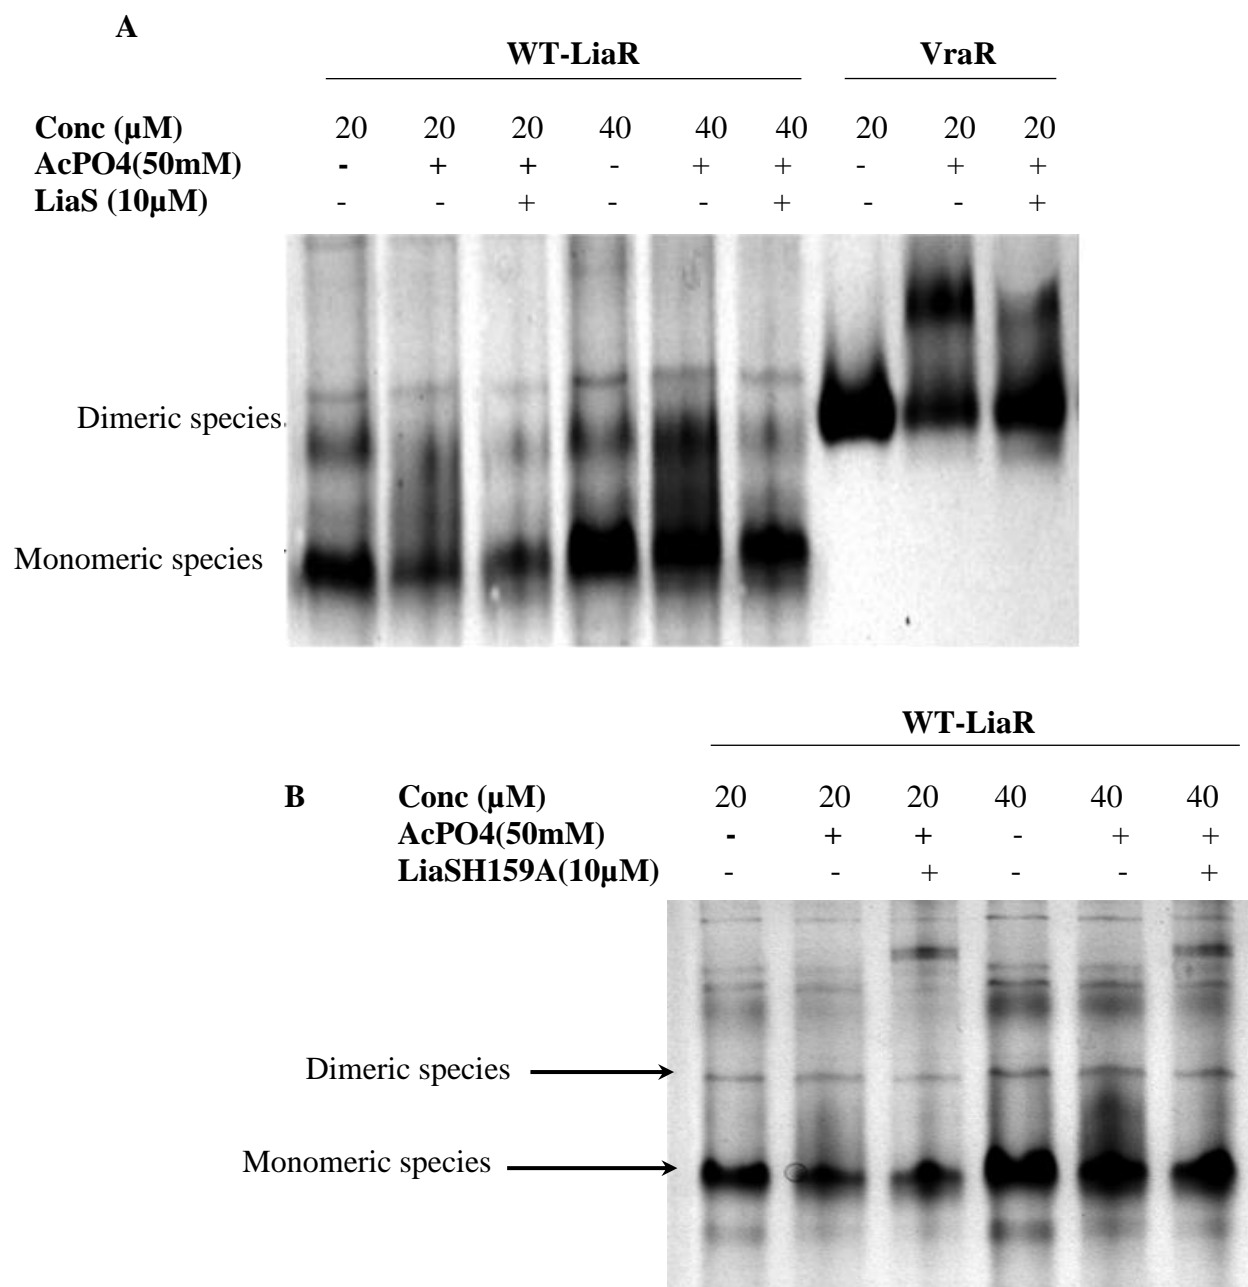 A
WT-LiaR VraR
Conc (µM) 20 20 20 40 40 40 20 20 20
AcPO4(50mM) - + + - + + - + +
LiaS (10µM) - - + - - + - - +
Dimeric species
Monomeric species
WT-LiaR
B Conc (µM) 20 20 20 40 40 40
AcPO4(50mM) - + + - + +
LiaSH159A(10µM) - - + - - +
Dimeric species
Monomeric species